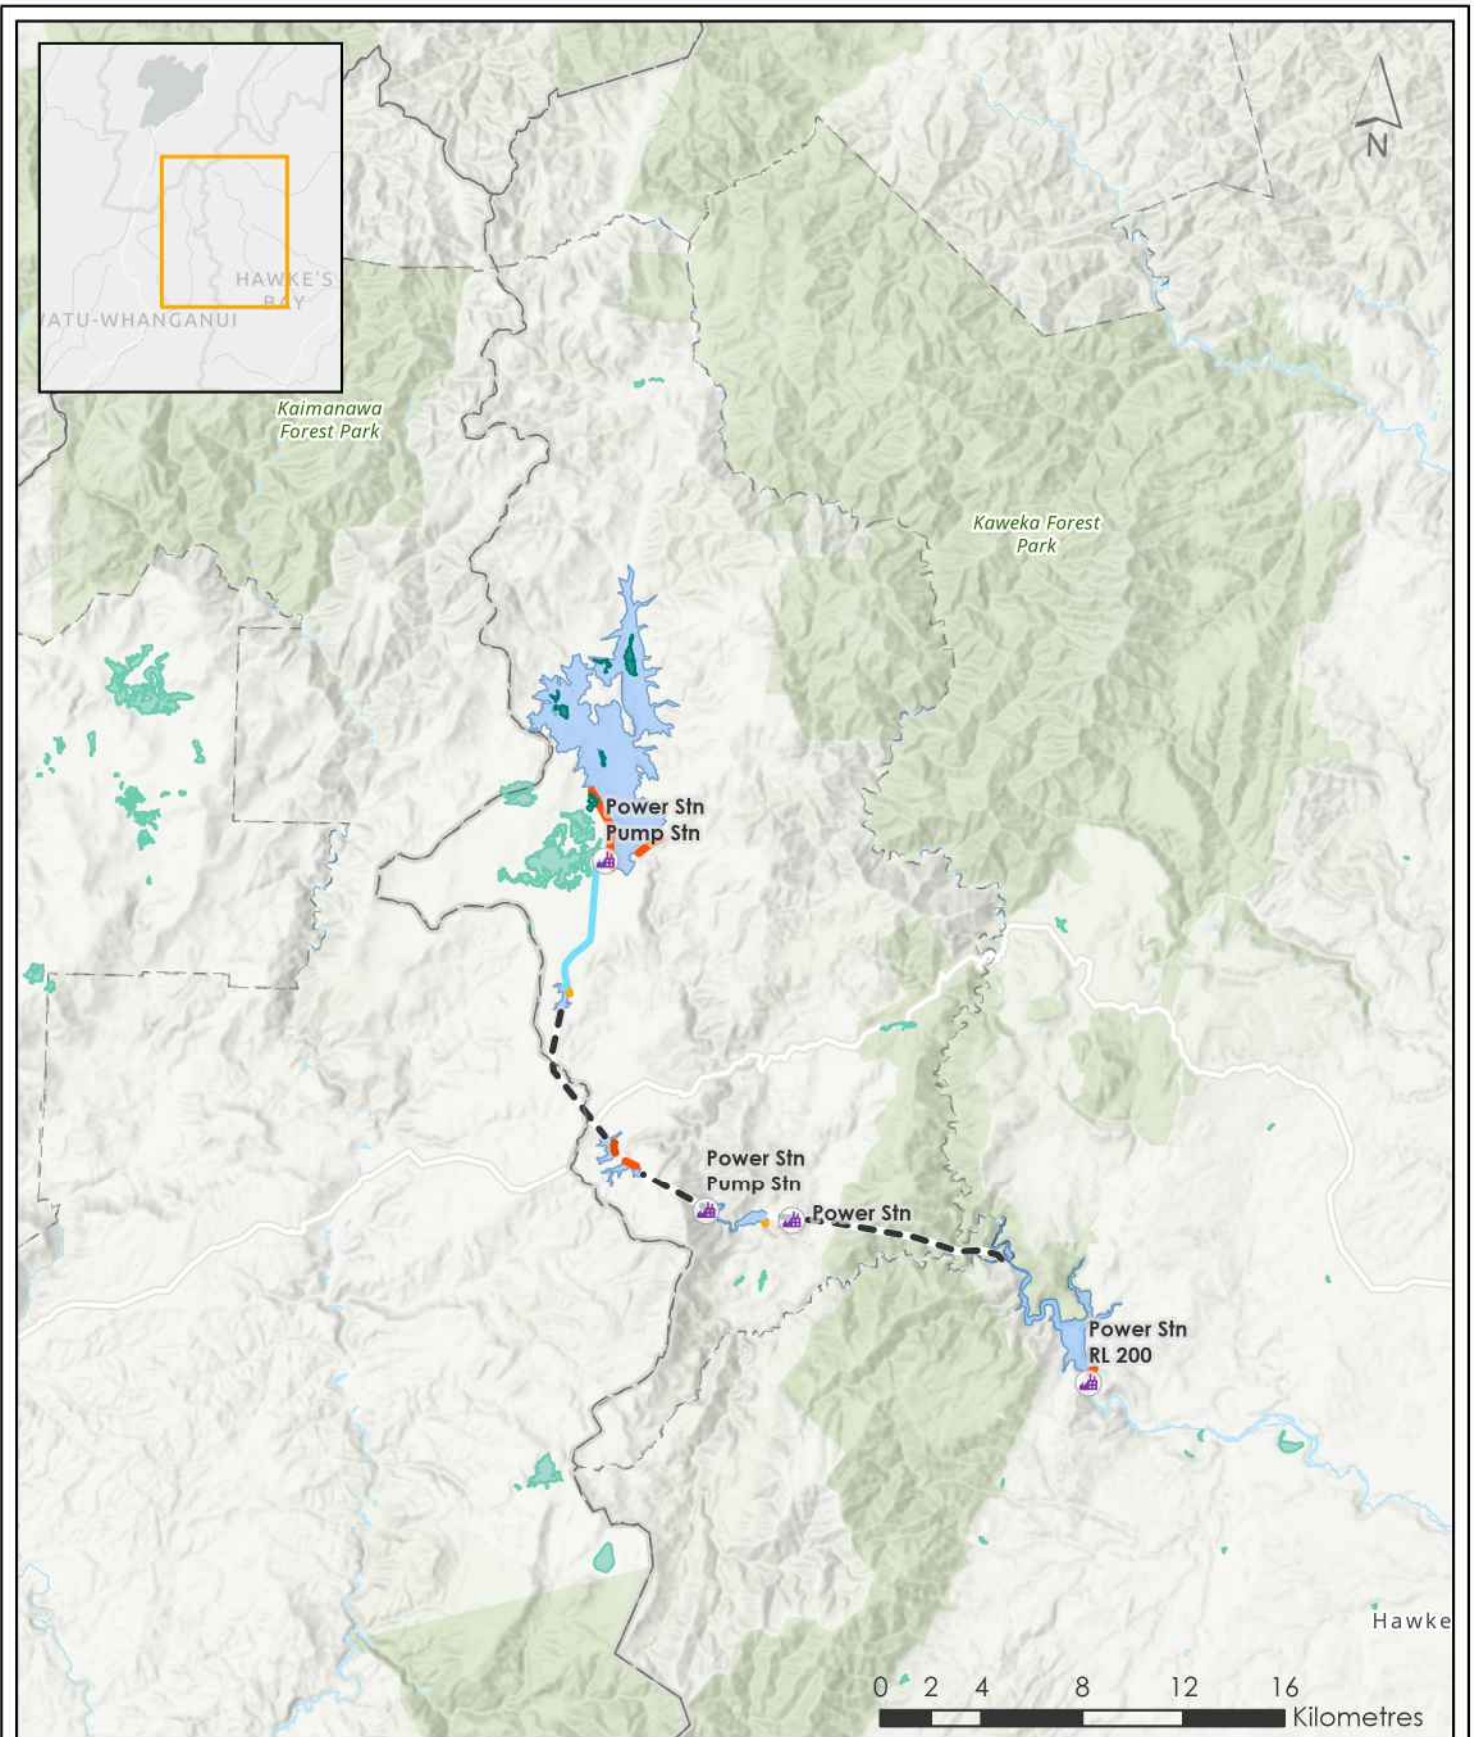 N
HAWKE'S
BAY
ATU-WHANGANUI
Kaimanawa
Forest Park
Kaweka Forest
Park
Power Stn
Pump Stn
Power Stn
Pump Stn
Power Stn
Power Stn
RL 200
Hawke
0 2 4 8 12 16
Kilometres